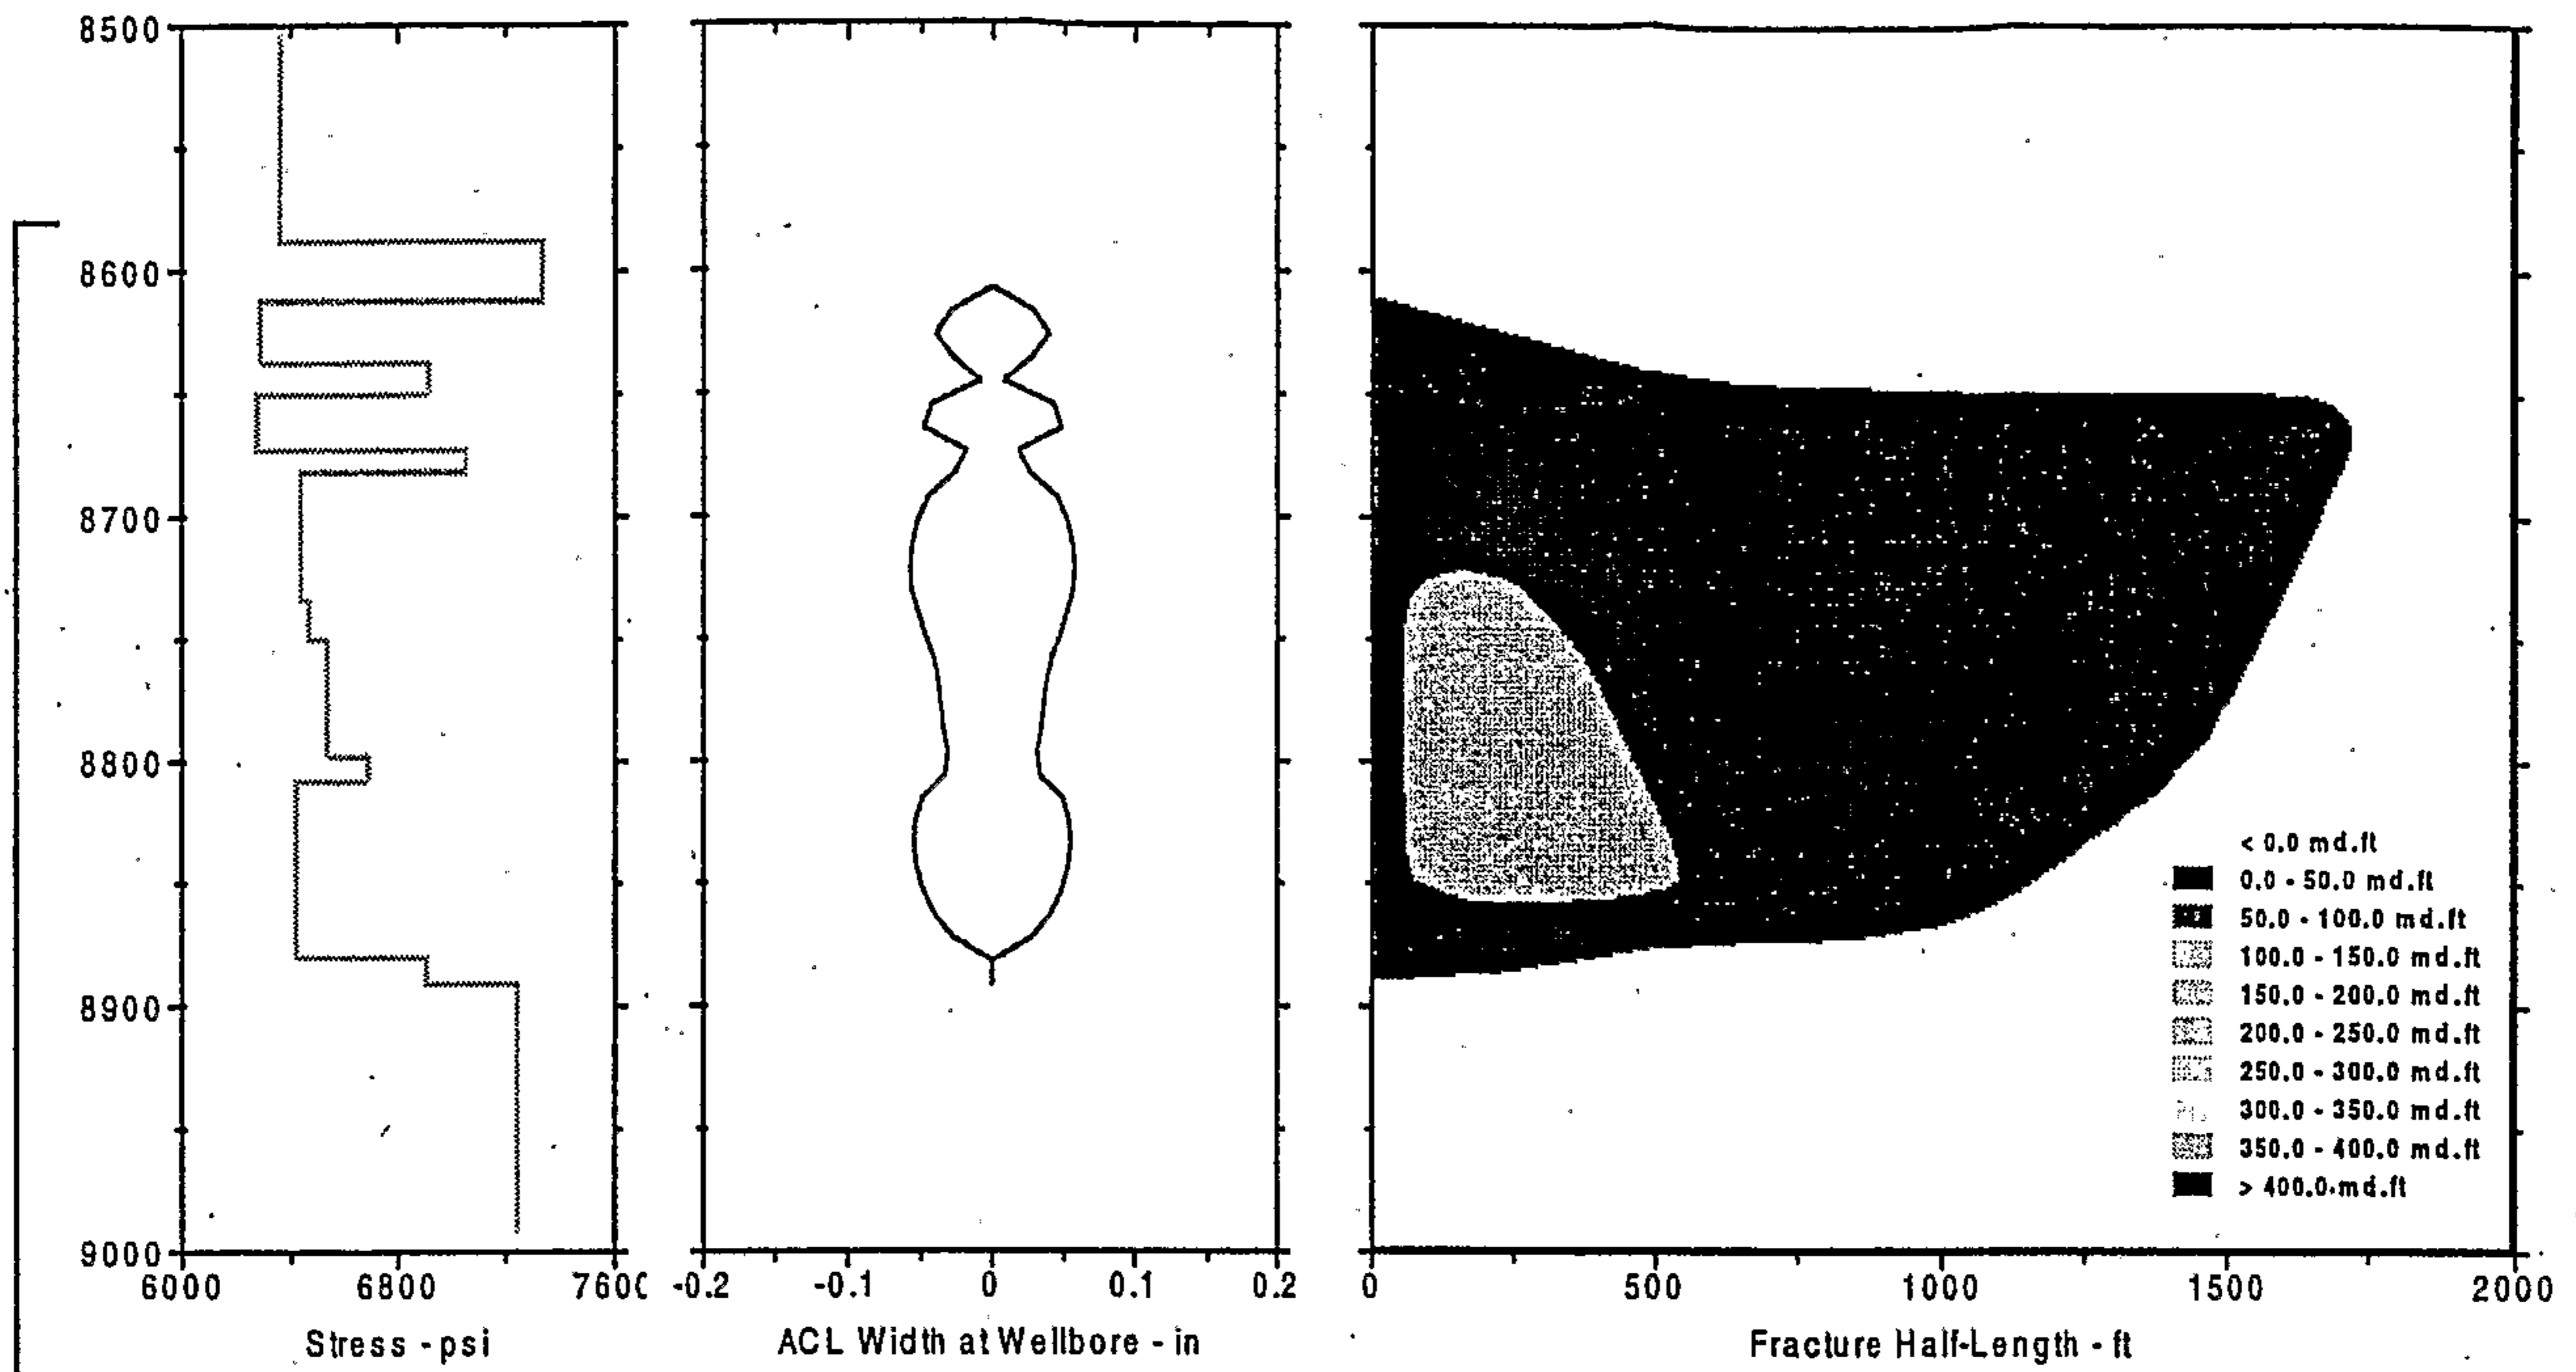 8500
8600
8700
8800
8900
9000
6000 6800 7600
Stress - psi
-0.2 -0.1 0 0.1 0.2
ACL Width at Wellbore - in
0 500 1000 1500 2000
Fracture Half-Length - ft
< 0.0 md.ft
0.0 - 50.0 md.ft
50.0 - 100.0 md.ft
100.0 - 150.0 md.ft
150.0 - 200.0 md.ft
200.0 - 250.0 md.ft
250.0 - 300.0 md.ft
300.0 - 350.0 md.ft
350.0 - 400.0 md.ft
> 400.0 md.ft